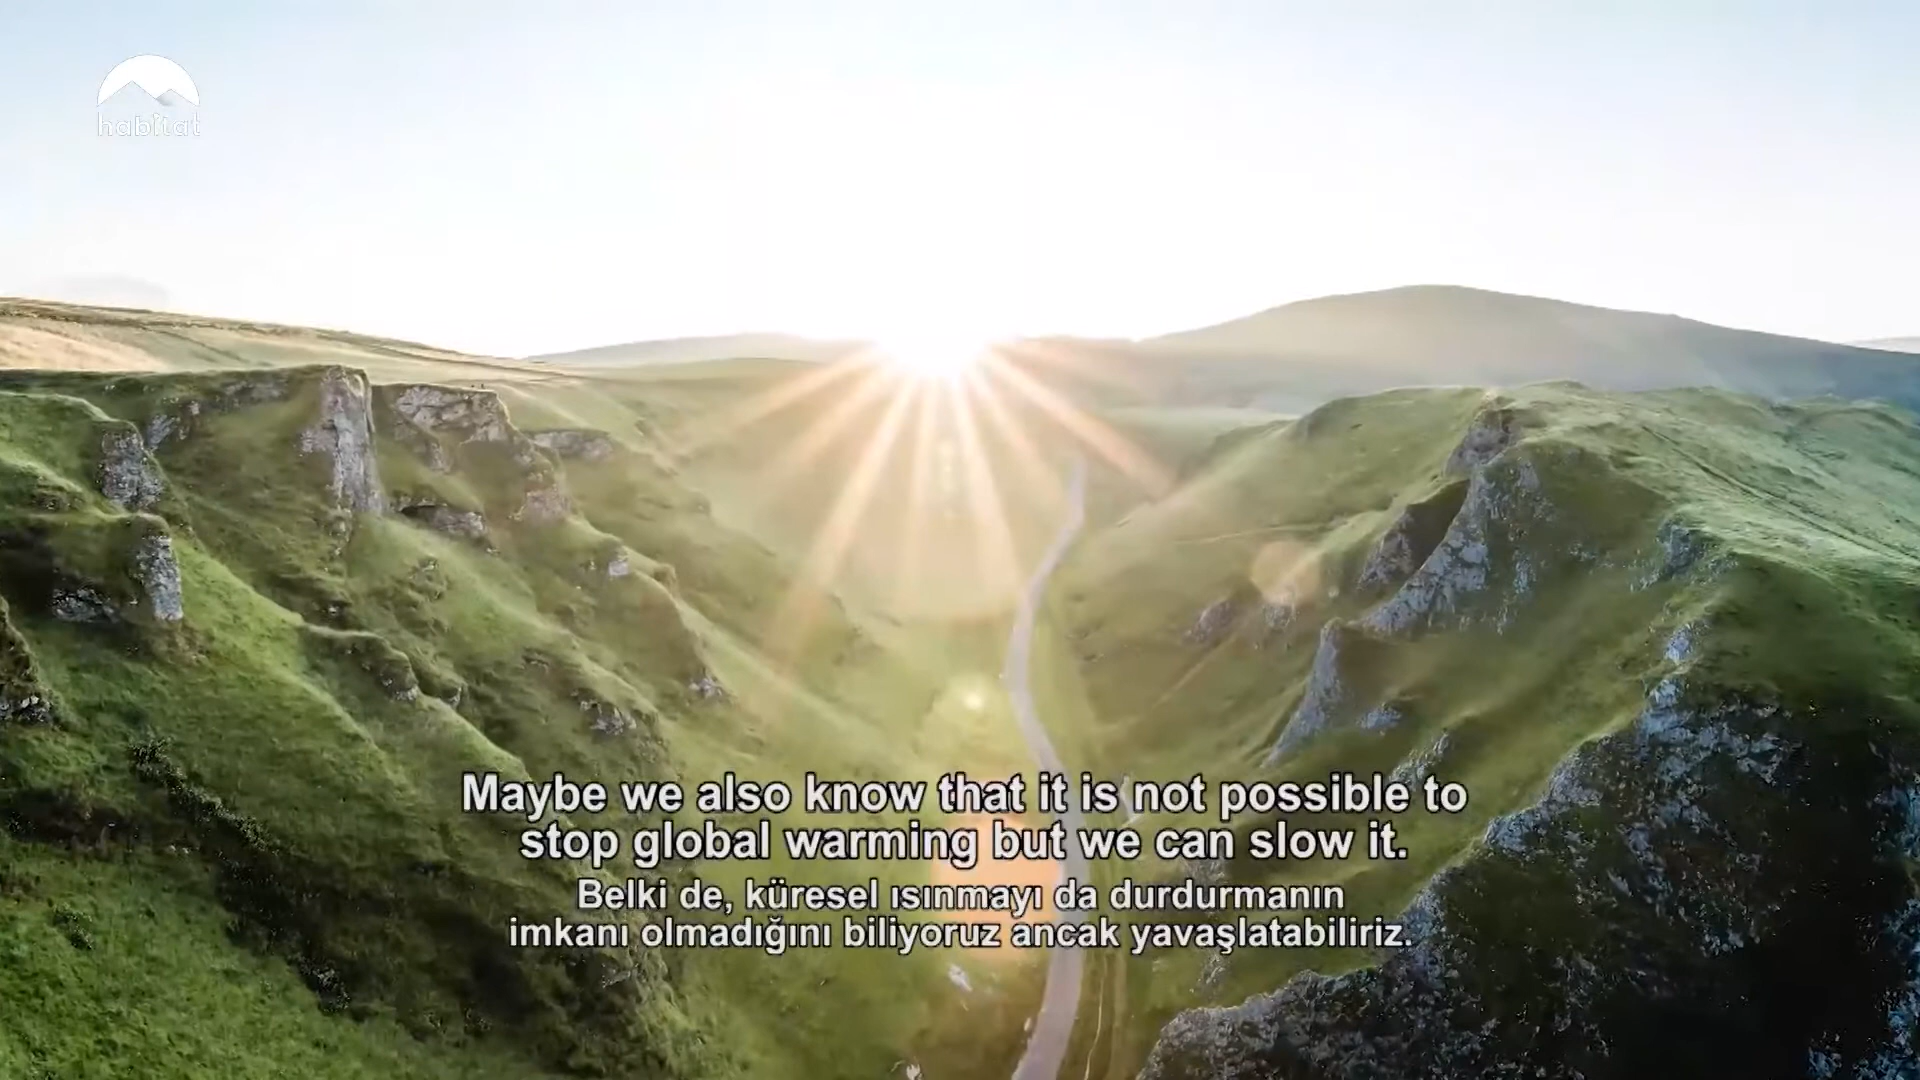 habitat
Maybe we also know that it is not possible to
stop global warming but we can slow it.
Belki de, küresel ısınmayı da durdurmanın
imkanı olmadığını biliyoruz ancak yavaşlatabiliriz.